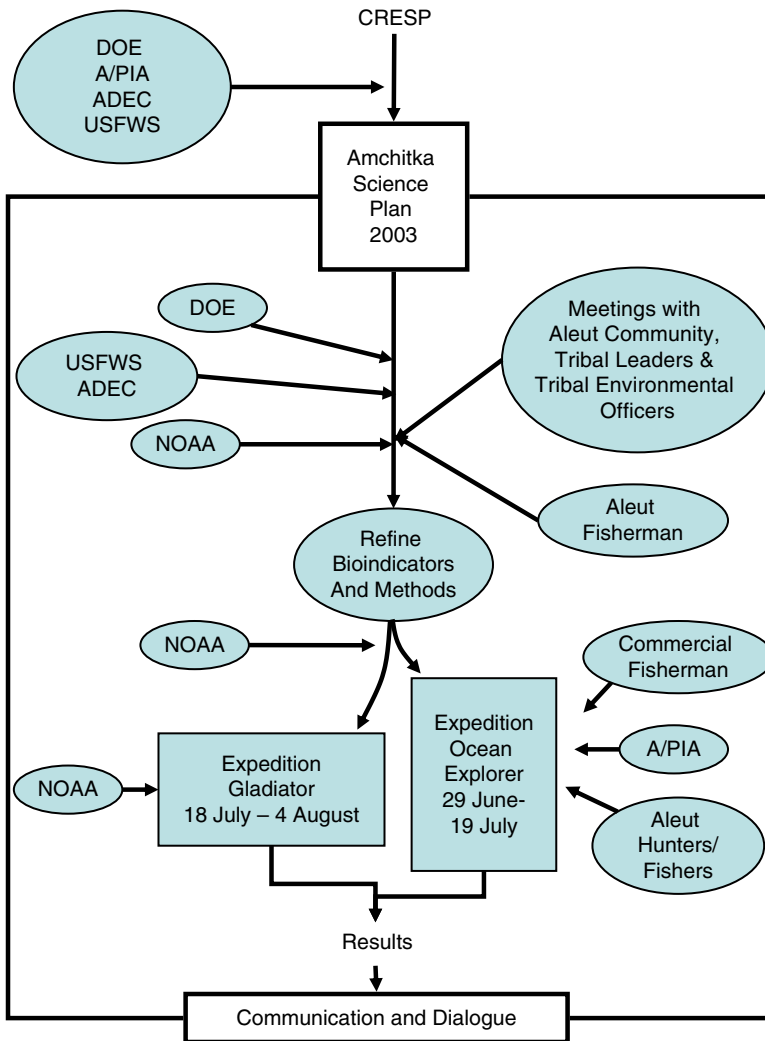 CRESP
DOE
A/PIA
ADEC
USFWS
Amchitka
Science
Plan
2003
DOE
USFWS
ADEC
NOAA
Meetings with
Aleut Community,
Tribal Leaders &
Tribal Environmental
Officers
Aleut
Fisherman
Refine
Bioindicators
And Methods
NOAA
Commercial
Fisherman
Expedition
Ocean
Explorer
29 June-
19 July
A/PIA
NOAA
Expedition
Gladiator
18 July – 4 August
Aleut
Hunters/
Fishers
Results
Communication and Dialogue